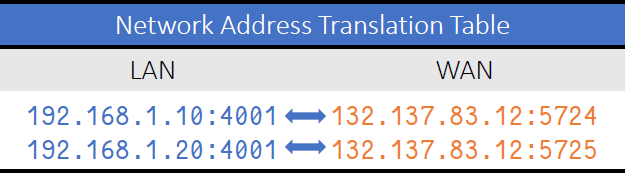 Network Address Translation Table
LAN WAN
192.168.1.10:4001 132.137.83.12:5724
192.168.1.20:4001 132.137.83.12:5725